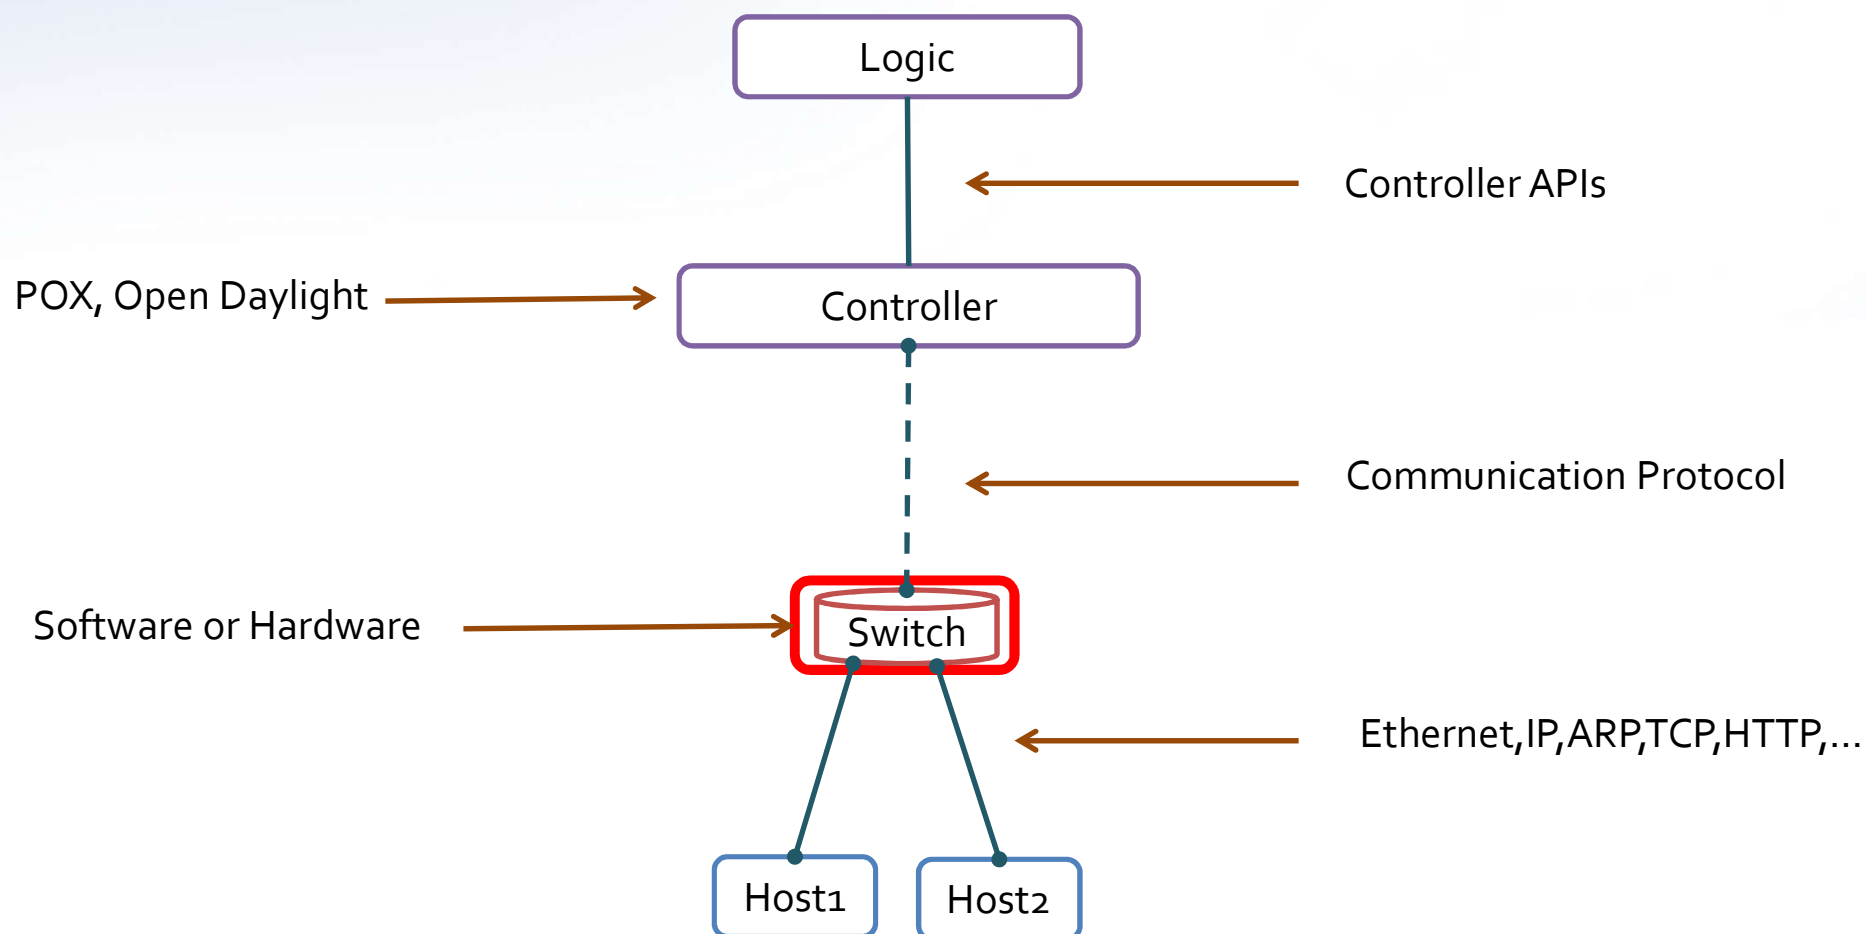 Logic
Controller APIs
POX, Open Daylight
Controller
Communication Protocol
Software or Hardware
Switch
Ethernet,IP,ARP,TCP,HTTP,...
Host1
Host2